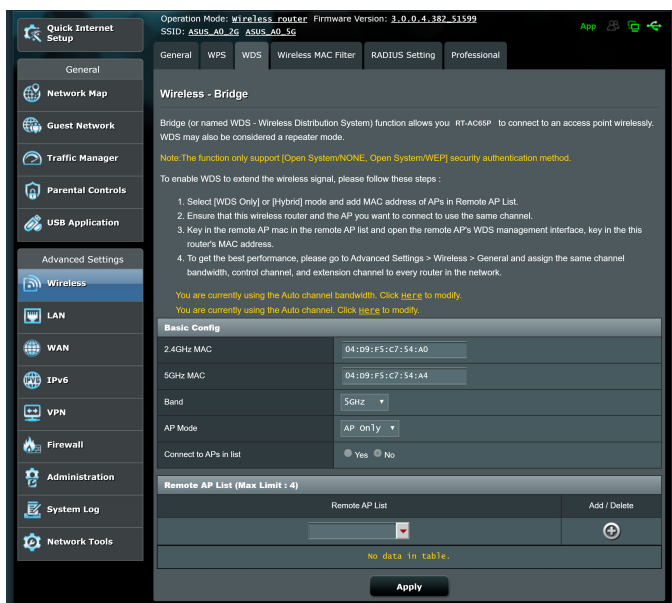 Quick Internet
Setup
General
Network Map
Guest Network
Traffic Manager
Parental Controls
USB Application
Advanced Settings
Wireless
LAN
WAN
IPv6
VPN
Firewall
Administration
System Log
Network Tools
Operation Mode: Wireless router Firmware Version: 3.0.0.4.382_51599
SSID: ASUS_A0_2G ASUS_A0_5G
App
General WPS WDS Wireless MAC Filter RADIUS Setting Professional
Wireless - Bridge
Bridge (or named WDS - Wireless Distribution System) function allows you RT-AC65P to connect to an access point wirelessly.
WDS may also be considered a repeater mode.
Note:The function only support [Open System/NONE, Open System/WEP] security authentication method.
To enable WDS to extend the wireless signal, please follow these steps :
1. Select [WDS Only] or [Hybrid] mode and add MAC address of APs in Remote AP List.
2. Ensure that this wireless router and the AP you want to connect to use the same channel.
3. Key in the remote AP mac in the remote AP list and open the remote AP's WDS management interface, key in the this
router's MAC address.
4. To get the best performance, please go to Advanced Settings > Wireless > General and assign the same channel
bandwidth, control channel, and extension channel to every router in the network.
You are currently using the Auto channel bandwidth. Click Here to modify.
You are currently using the Auto channel. Click Here to modify.
Basic Config
2.4GHz MAC 04:D9:F5:C7:54:A0
5GHz MAC 04:D9:F5:C7:54:A4
Band 5GHz
AP Mode AP Only
Connect to APs in list Yes No
Remote AP List (Max Limit : 4)
Remote AP List Add / Delete
No data in table.
Apply